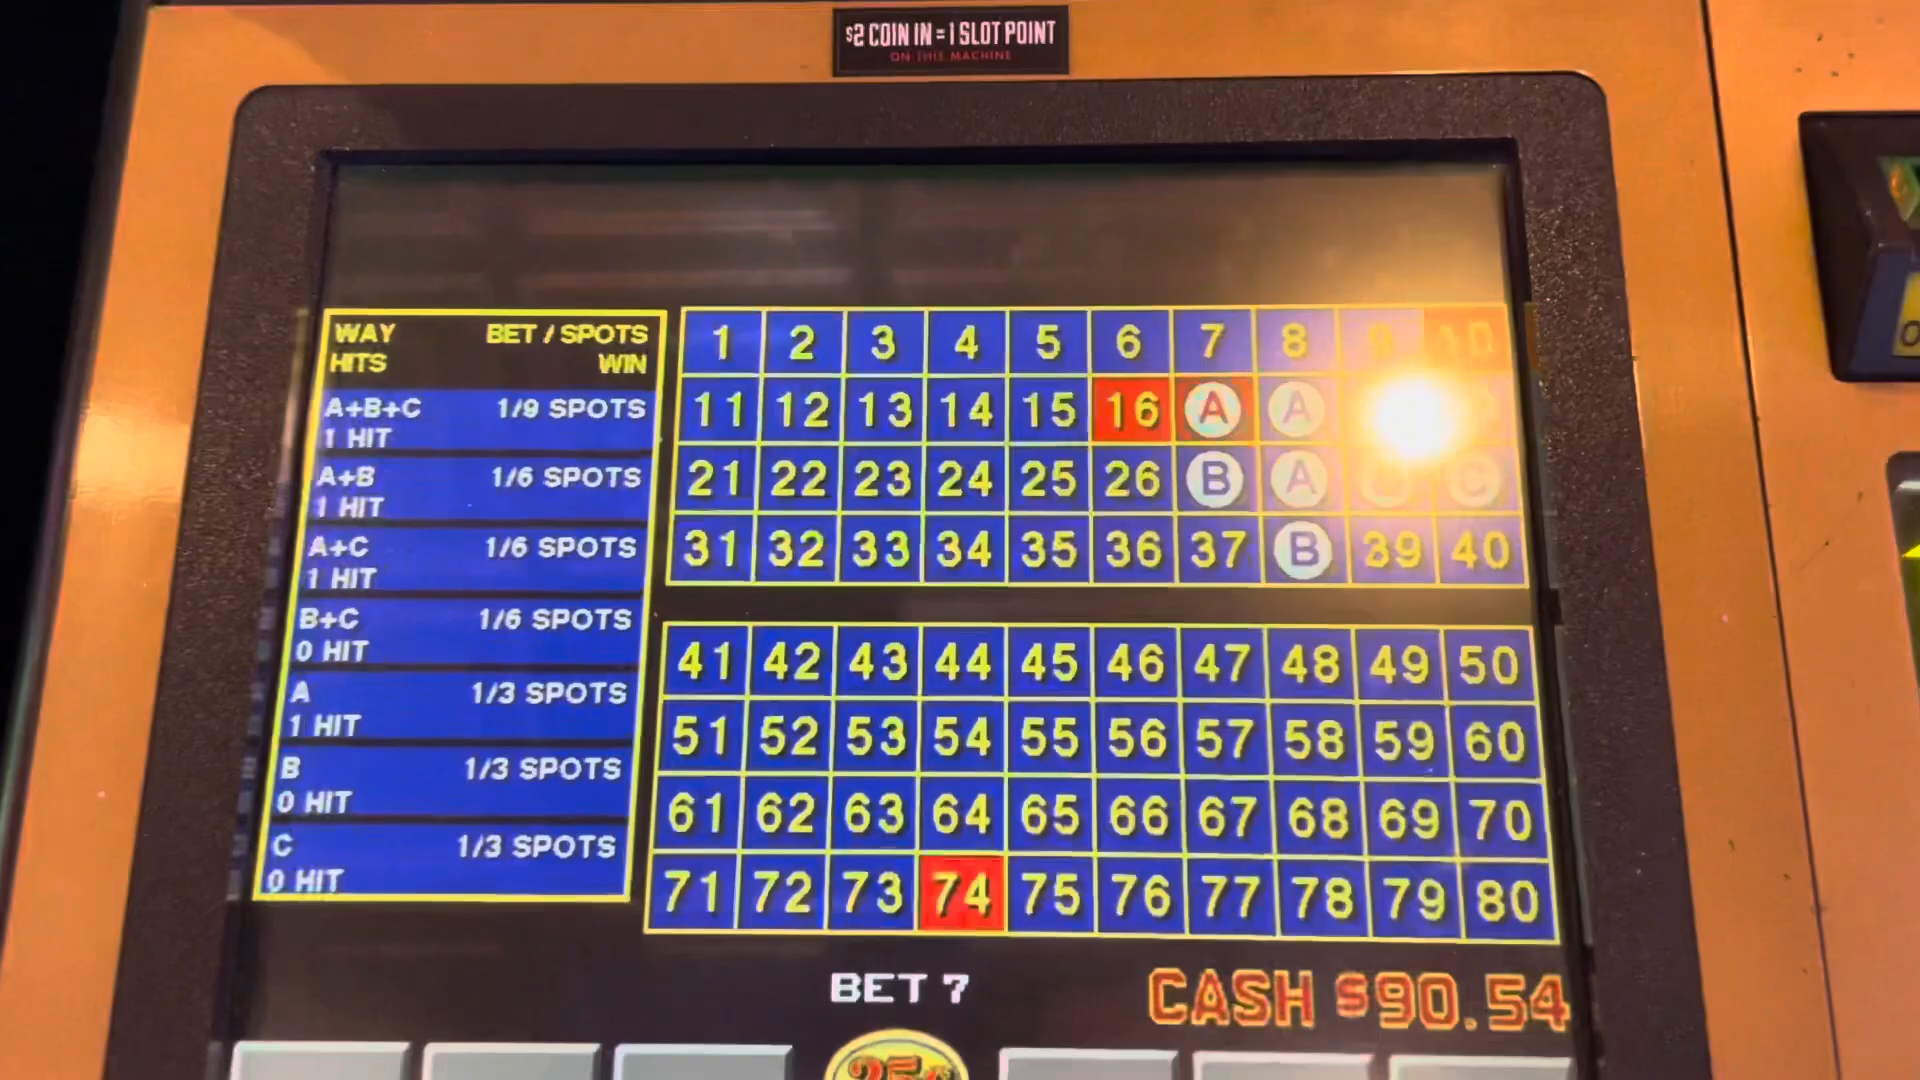 $2 COIN IN = 1 SLOT POINT
ON THIS MACHINE
WAY BET / SPOTS
HITS WIN
A+B+C 1/9 SPOTS
1 HIT
A+B 1/6 SPOTS
1 HIT
A+C 1/6 SPOTS
1 HIT
B+C 1/6 SPOTS
0 HIT
A 1/3 SPOTS
1 HIT
B 1/3 SPOTS
0 HIT
C 1/3 SPOTS
0 HIT
1 2 3 4 5 6 7 8 9 10
11 12 13 14 15 16 A A
21 22 23 24 25 26 B A C
31 32 33 34 35 36 37 B 39 40
41 42 43 44 45 46 47 48 49 50
51 52 53 54 55 56 57 58 59 60
61 62 63 64 65 66 67 68 69 70
71 72 73 74 75 76 77 78 79 80
BET 7
CASH $90.54
25¢